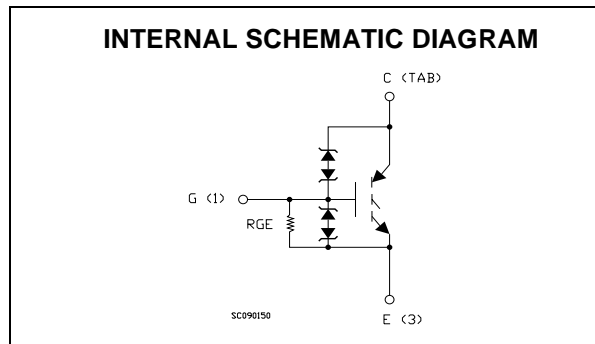 INTERNAL SCHEMATIC DIAGRAM
C (TAB)
G (1)
RGE
SC090150
E (3)